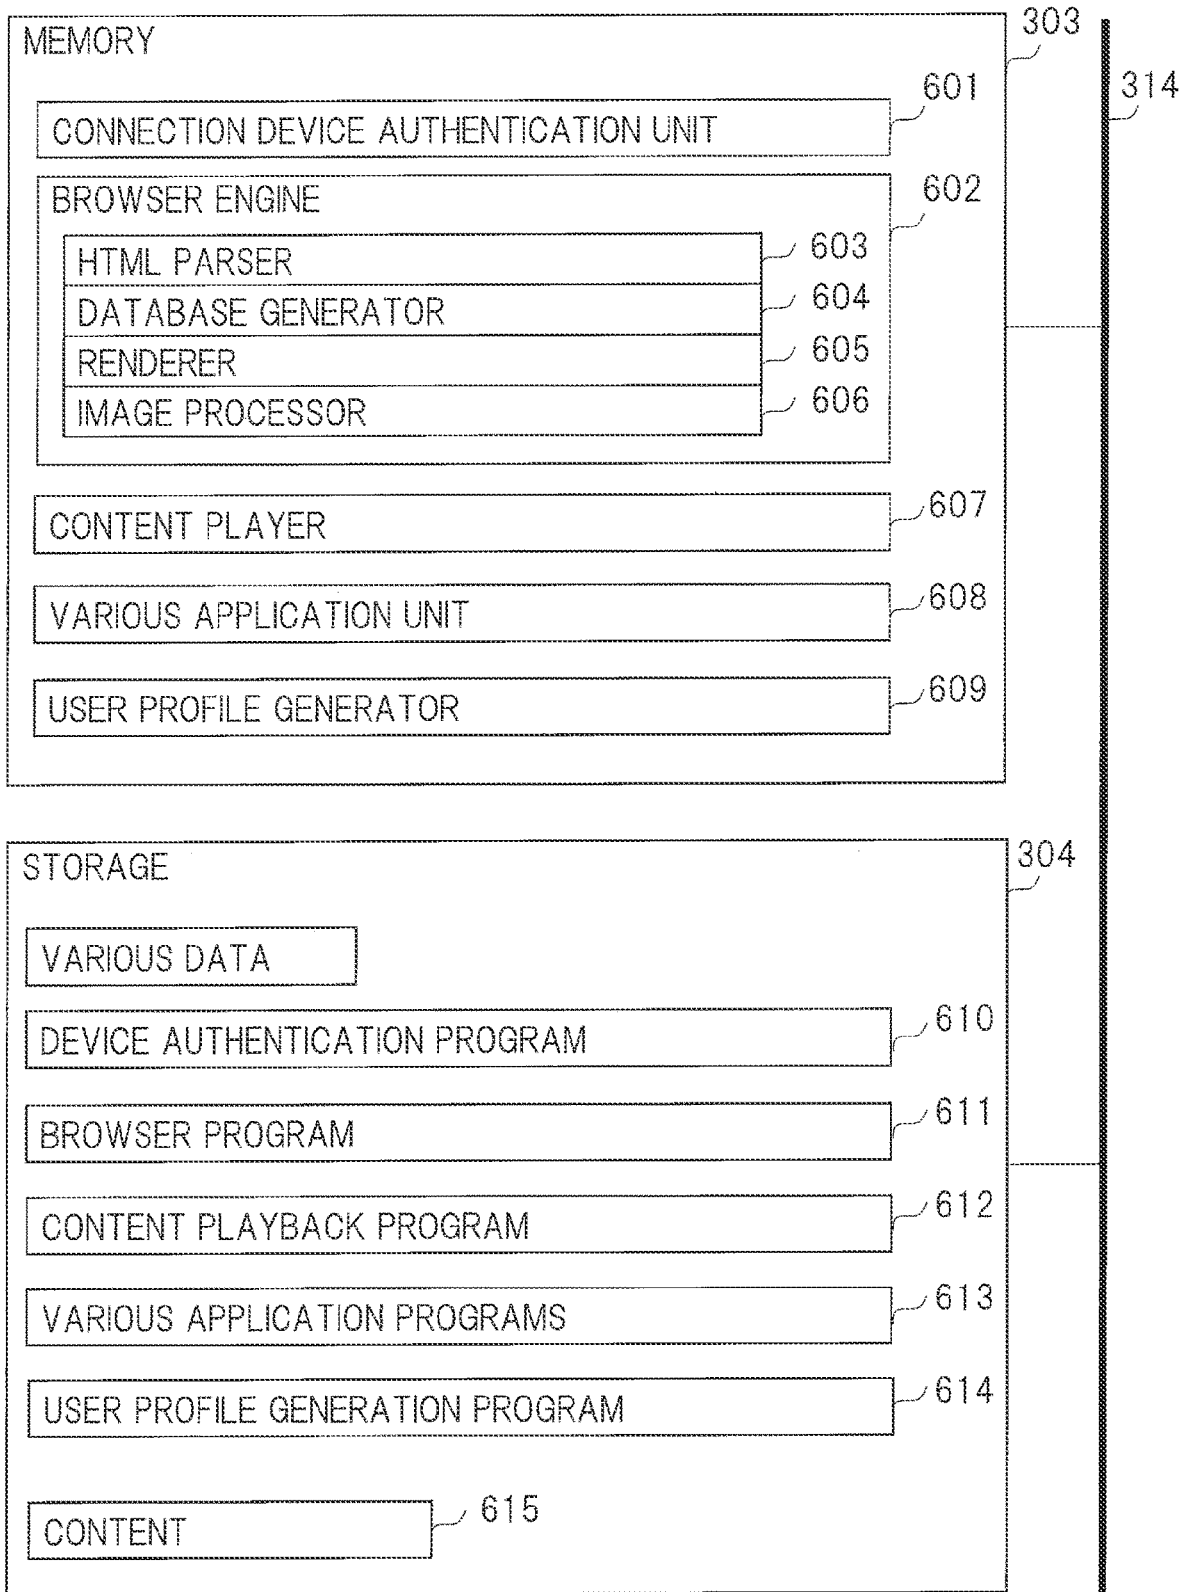 MEMORY
303
314
CONNECTION DEVICE AUTHENTICATION UNIT
601
BROWSER ENGINE
602
HTML PARSER
603
DATABASE GENERATOR
604
RENDERER
605
IMAGE PROCESSOR
606
CONTENT PLAYER
607
VARIOUS APPLICATION UNIT
608
USER PROFILE GENERATOR
609
STORAGE
304
VARIOUS DATA
DEVICE AUTHENTICATION PROGRAM
610
BROWSER PROGRAM
611
CONTENT PLAYBACK PROGRAM
612
VARIOUS APPLICATION PROGRAMS
613
USER PROFILE GENERATION PROGRAM
614
CONTENT
615